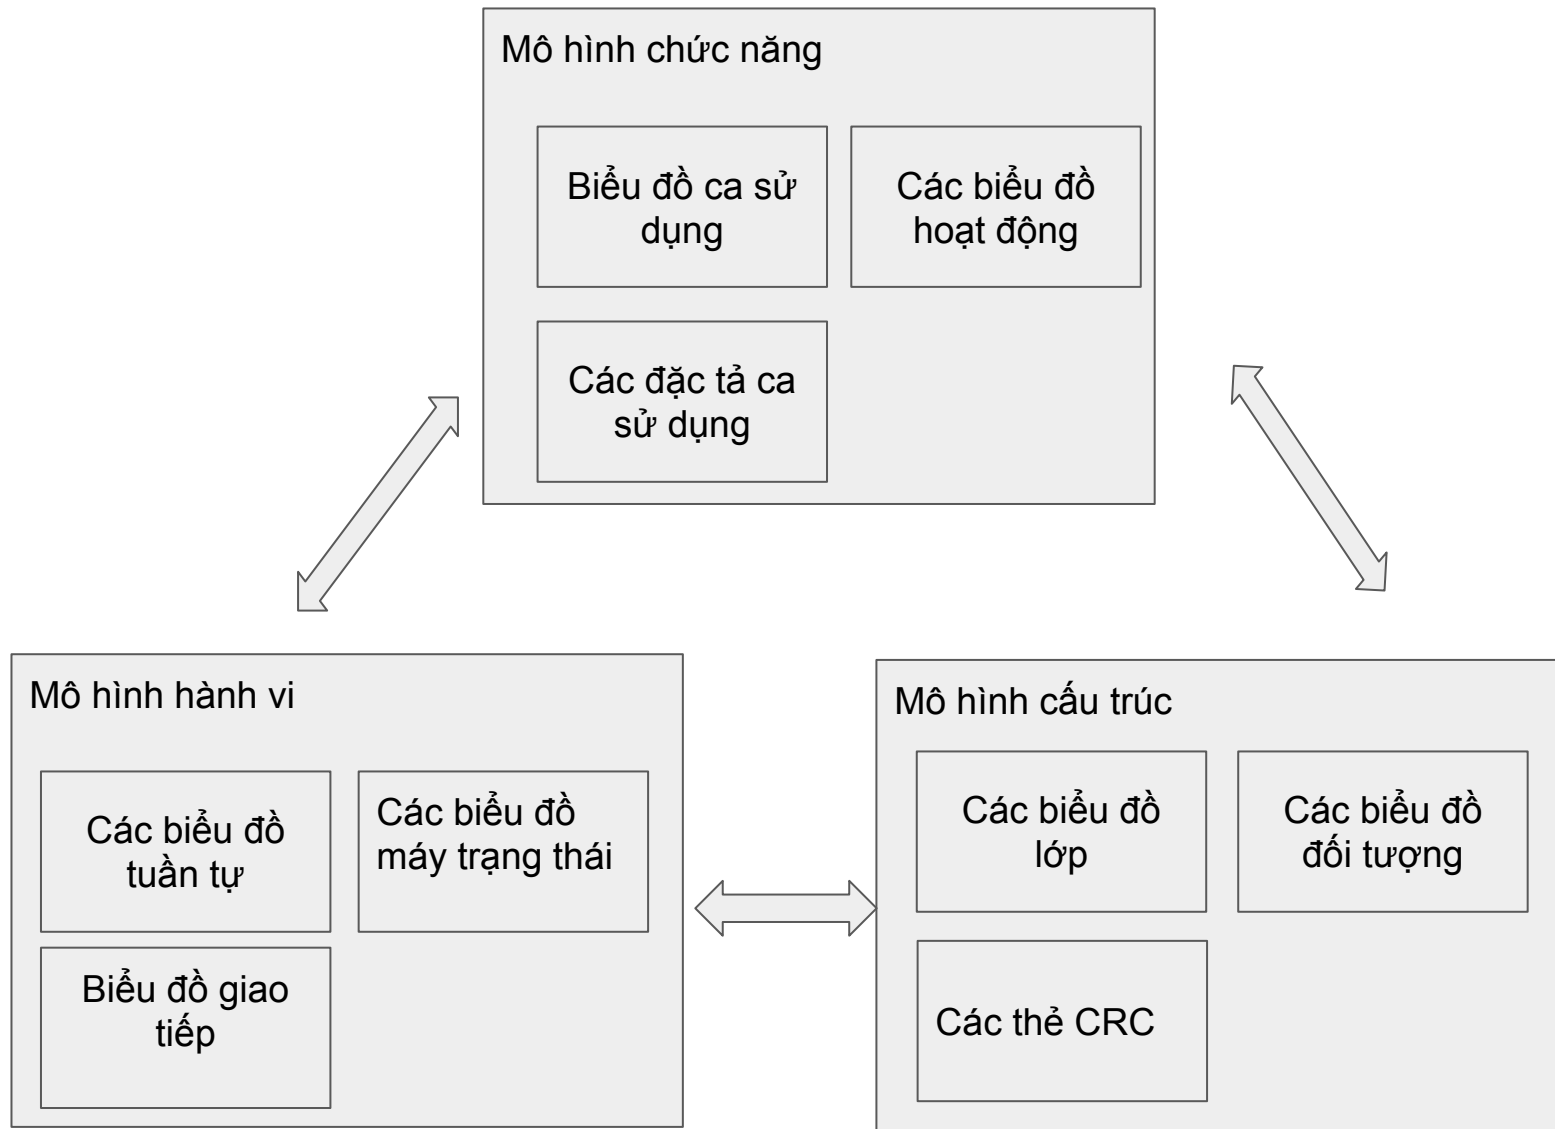 Mô hình chức năng
Biểu đồ ca sử
dụng
Các biểu đồ
hoạt động
Các đặc tả ca
sử dụng
Mô hình hành vi
Các biểu đồ
tuần tự
Các biểu đồ
máy trạng thái
Biểu đồ giao
tiếp
Mô hình cấu trúc
Các biểu đồ
lớp
Các biểu đồ
đối tượng
Các thẻ CRC